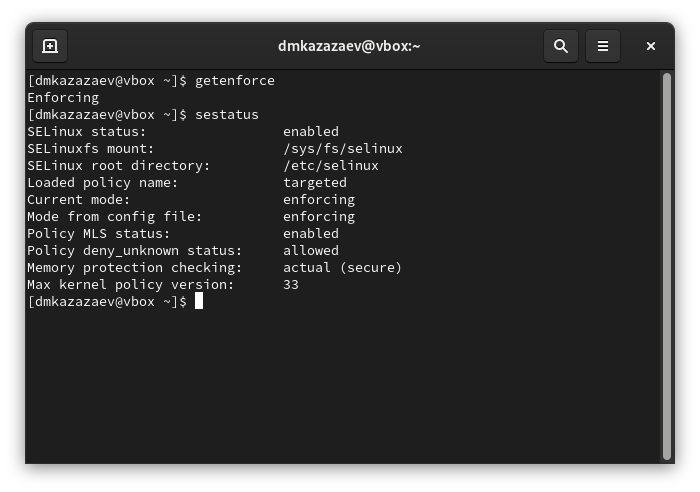 dmkazazaev@vbox:~
[dmkazazaev@vbox ~]$ getenforce
Enforcing
[dmkazazaev@vbox ~]$ sestatus
SELinux status:                 enabled
SELinuxfs mount:                /sys/fs/selinux
SELinux root directory:         /etc/selinux
Loaded policy name:             targeted
Current mode:                   enforcing
Mode from config file:          enforcing
Policy MLS status:              enabled
Policy deny_unknown status:     allowed
Memory protection checking:     actual (secure)
Max kernel policy version:      33
[dmkazazaev@vbox ~]$